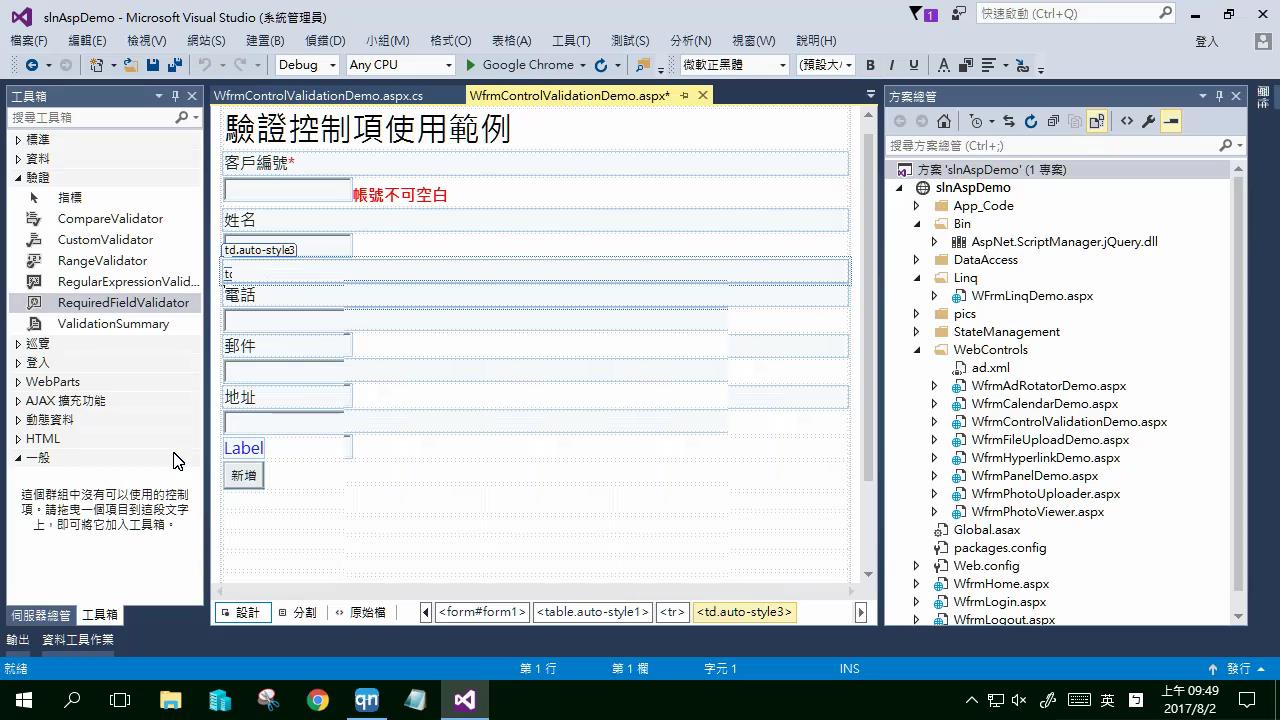 slnAspDemo - Microsoft Visual Studio (系統管理員)
1
快速啟動 (Ctrl+Q)
檔案(F) 編輯(E) 檢視(V) 網站(S) 建置(B) 偵錯(D) 小組(M) 格式(O) 表格(A) 工具(T) 測試(S) 分析(N) 視窗(W) 說明(H)
登入
Debug Any CPU Google Chrome 微軟正黑體 (預設大 B I U A
工具箱
搜尋工具箱
標準
資料
驗證
指標
CompareValidator
CustomValidator
RangeValidator
RegularExpressionValid...
RequiredFieldValidator
ValidationSummary
巡覽
登入
WebParts
AJAX 擴充功能
動態資料
HTML
一般
這個群組中沒有可以使用的控制
項。請拖曳一個項目到這段文字
上，即可將它加入工具箱。
伺服器總管 工具箱
WfrmControlValidationDemo.aspx.cs WfrmControlValidationDemo.aspx*
驗證控制項使用範例
客戶編號*
帳號不可空白
姓名
td.auto-style3
電話
郵件
地址
Label
新增
設計 分割 原始檔 <form#form1> <table.auto-style1> <tr> <td.auto-style3>
方案總管
搜尋方案總管 (Ctrl+;)
方案 'slnAspDemo' (1 專案)
slnAspDemo
App_Code
Bin
AspNet.ScriptManager.jQuery.dll
DataAccess
Linq
WFrmLinqDemo.aspx
pics
StateManagement
WebControls
ad.xml
WfrmAdRotatorDemo.aspx
WfrmCalendarDemo.aspx
WfrmControlValidationDemo.aspx
WfrmFileUploadDemo.aspx
WfrmHyperlinkDemo.aspx
WfrmPanelDemo.aspx
WfrmPhotoUploader.aspx
WfrmPhotoViewer.aspx
Global.asax
packages.config
Web.config
WfrmHome.aspx
WfrmLogin.aspx
WfrmLogout.aspx
輸出 資料工具作業
就緒 第 1 行 第 1 欄 字元 1 INS 發行
qn
英
上午 09:49
2017/8/2